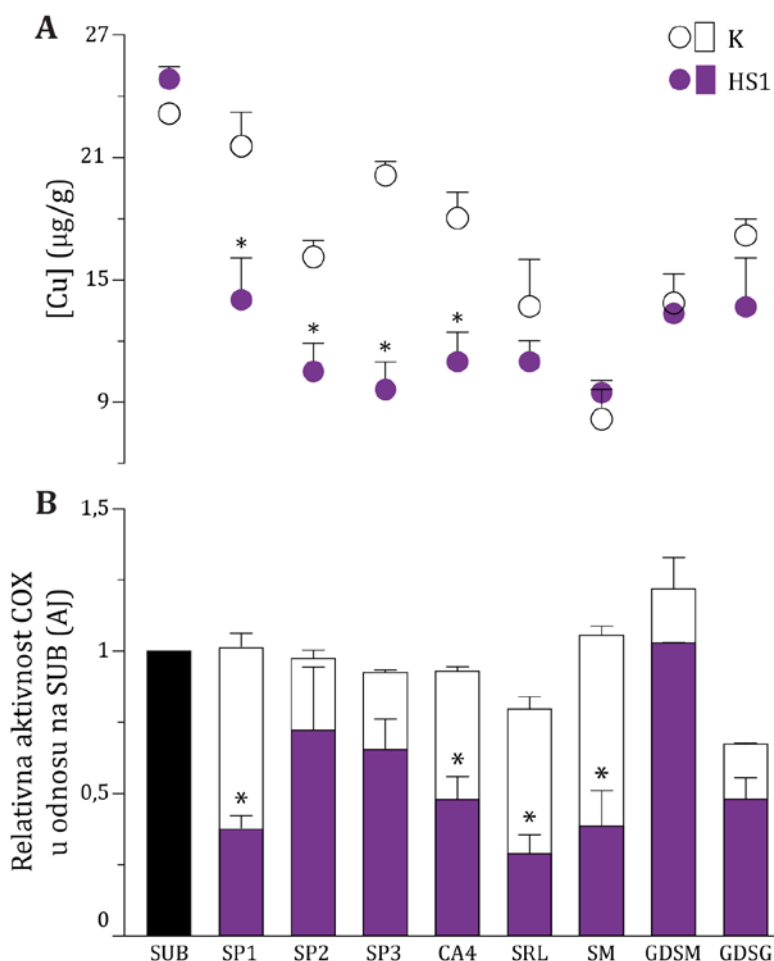 A
27
21
15
9
[Cu] (µg/g)
K
HS1
*
*
*
*
B
1,5
1
0,5
0
Relativna aktivnost COX
u odnosu na SUB (AJ)
*
*
*
*
SUB SP1 SP2 SP3 CA4 SRL SM GDSM GDSG